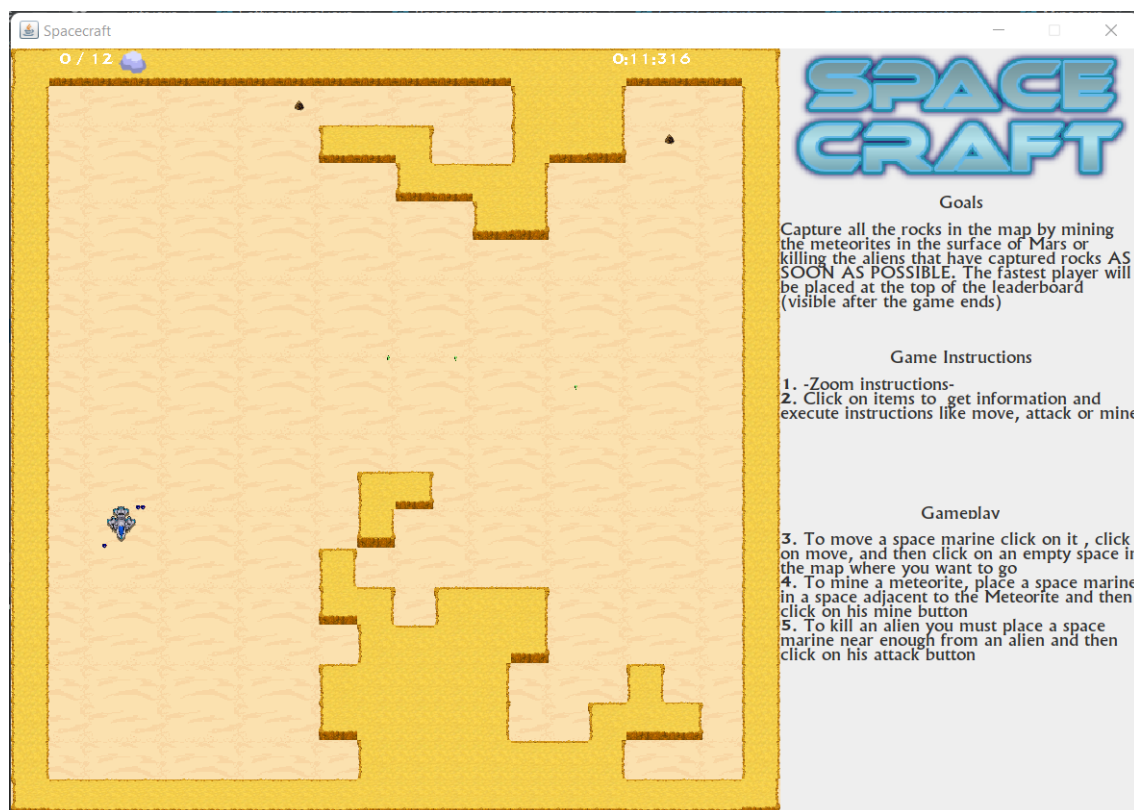 Spacecraft
0 / 12
0:11:316
SPACE
CRAFT
Goals
Capture all the rocks in the map by mining
the meteorites in the surface of Mars or
killing the aliens that have captured rocks AS
SOON AS POSSIBLE. The fastest player will
be placed at the top of the leaderboard
(visible after the game ends)
Game Instructions
1. -Zoom instructions-
2. Click on items to get information and
execute instructions like move, attack or mine
Gameplay
3. To move a space marine click on it , click
on move, and then click on an empty space in
the map where you want to go
4. To mine a meteorite, place a space marine
in a space adjacent to the Meteorite and then
click on his mine button
5. To kill an alien you must place a space
marine near enough from an alien and then
click on his attack button